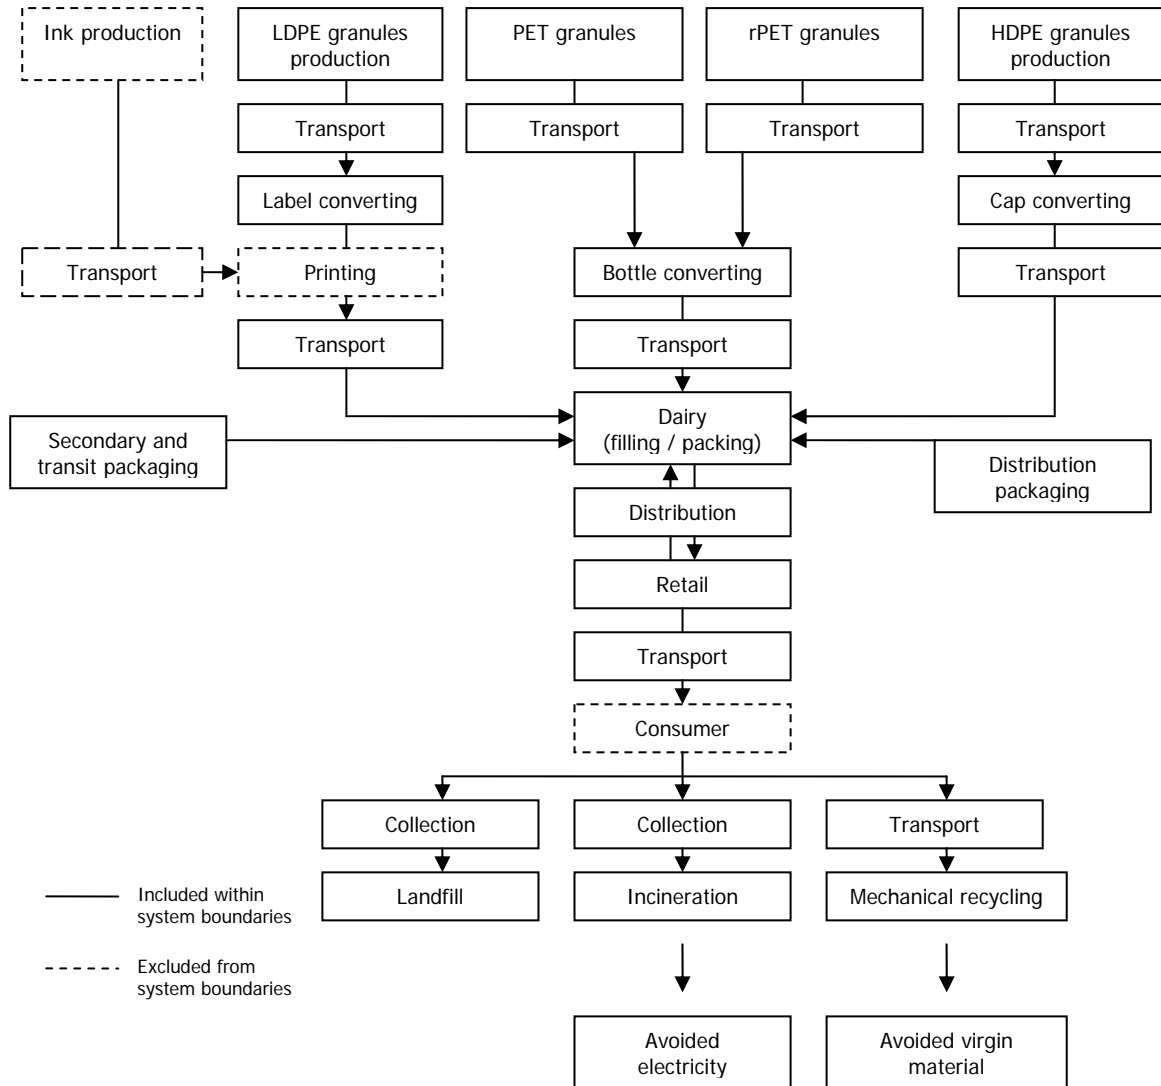 Ink production
LDPE granules
production
PET granules
rPET granules
HDPE granules
production
Transport
Transport
Transport
Transport
Label converting
Cap converting
Transport
Printing
Bottle converting
Transport
Transport
Transport
Dairy
(filling / packing)
Secondary and
transit packaging
Distribution
packaging
Distribution
Retail
Transport
Consumer
Collection
Collection
Transport
Landfill
Incineration
Mechanical recycling
Included within
system boundaries
Excluded from
system boundaries
Avoided
electricity
Avoided virgin
material